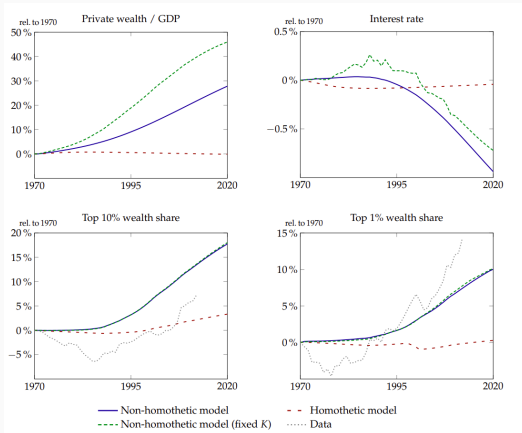 Private wealth / GDP
rel. to 1970
50 %
40 %
30 %
20 %
10 %
0 %
1970 1995 2020
Interest rate
rel. to 1970
0.5 %
0 %
−0.5 %
1970 1995 2020
Top 10% wealth share
rel. to 1970
20 %
15 %
10 %
5 %
0 %
−5 %
1970 1995 2020
Top 1% wealth share
rel. to 1970
15 %
10 %
5 %
0 %
1970 1995 2020
Non-homothetic model Homothetic model
Non-homothetic model (fixed K) Data